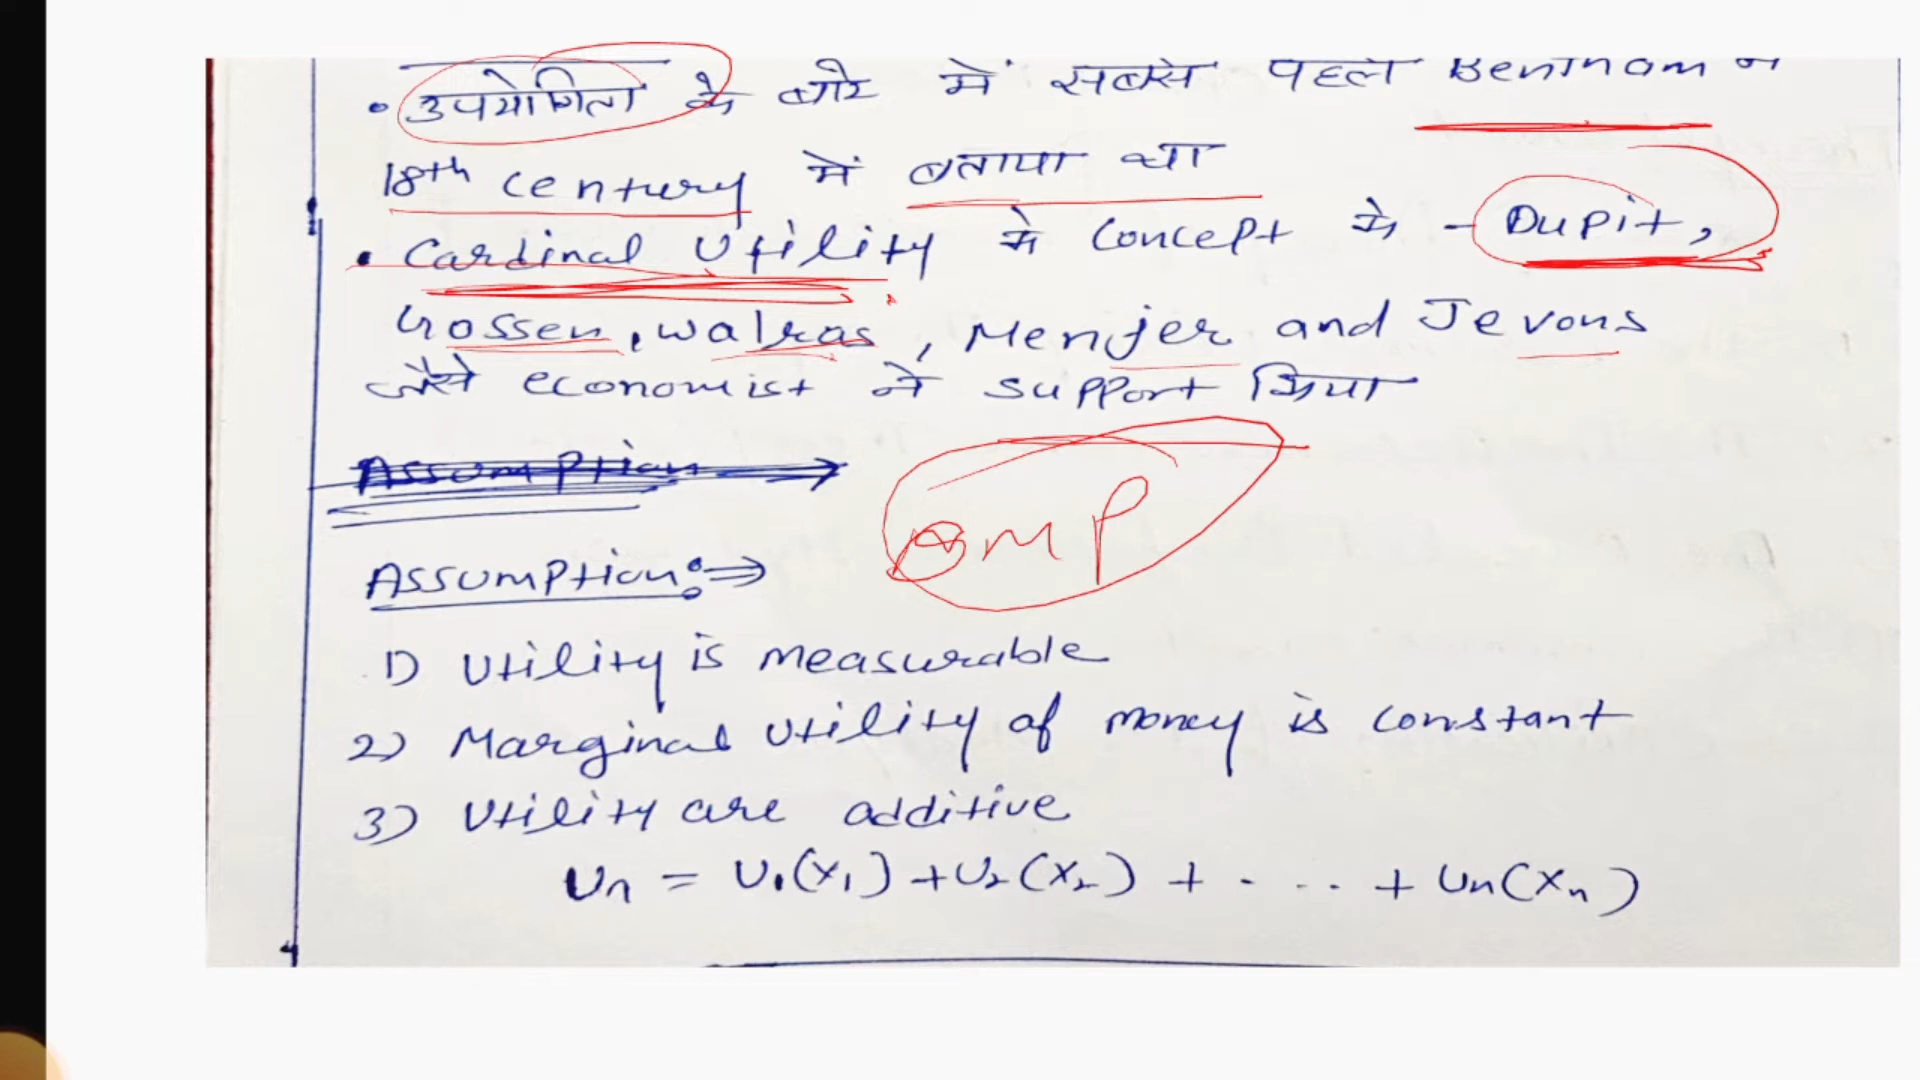 • उपयोगिता के बारे में सबसे पहले Bentham ने
18th century में बताया था
• Cardinal Utility के concept के - Dupit,
Gossen, walras, Menjer and Jevons
जैसे economist ने support किया
Assumption
OMP
Assumption:⇒
1) Utility is measurable
2) Marginal utility of money is constant
3) Utility are additive
Un = U1(X1) + U2(X2) + . . . . + Un(Xn)